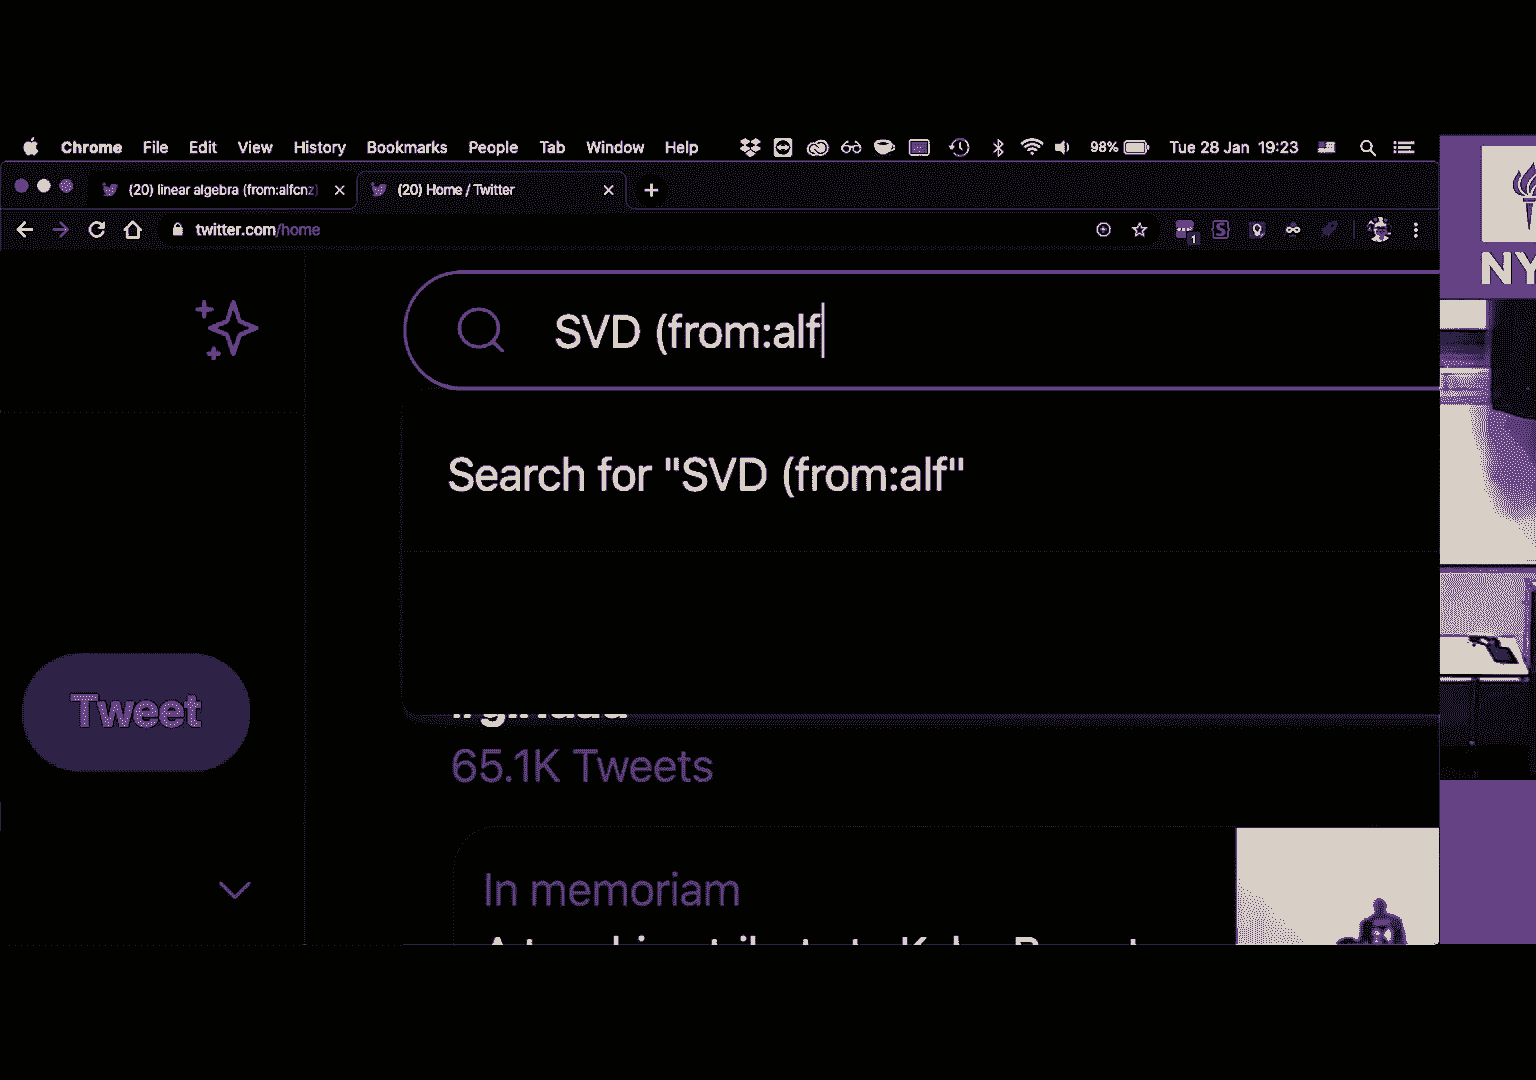 Chrome File Edit View History Bookmarks People Tab Window Help 98% Tue 28 Jan 19:23
(20) linear algebra (from:alfcnz) (20) Home / Twitter
twitter.com/home
1
SVD (from:alf
Search for "SVD (from:alf"
Tweet
65.1K Tweets
In memoriam
NY